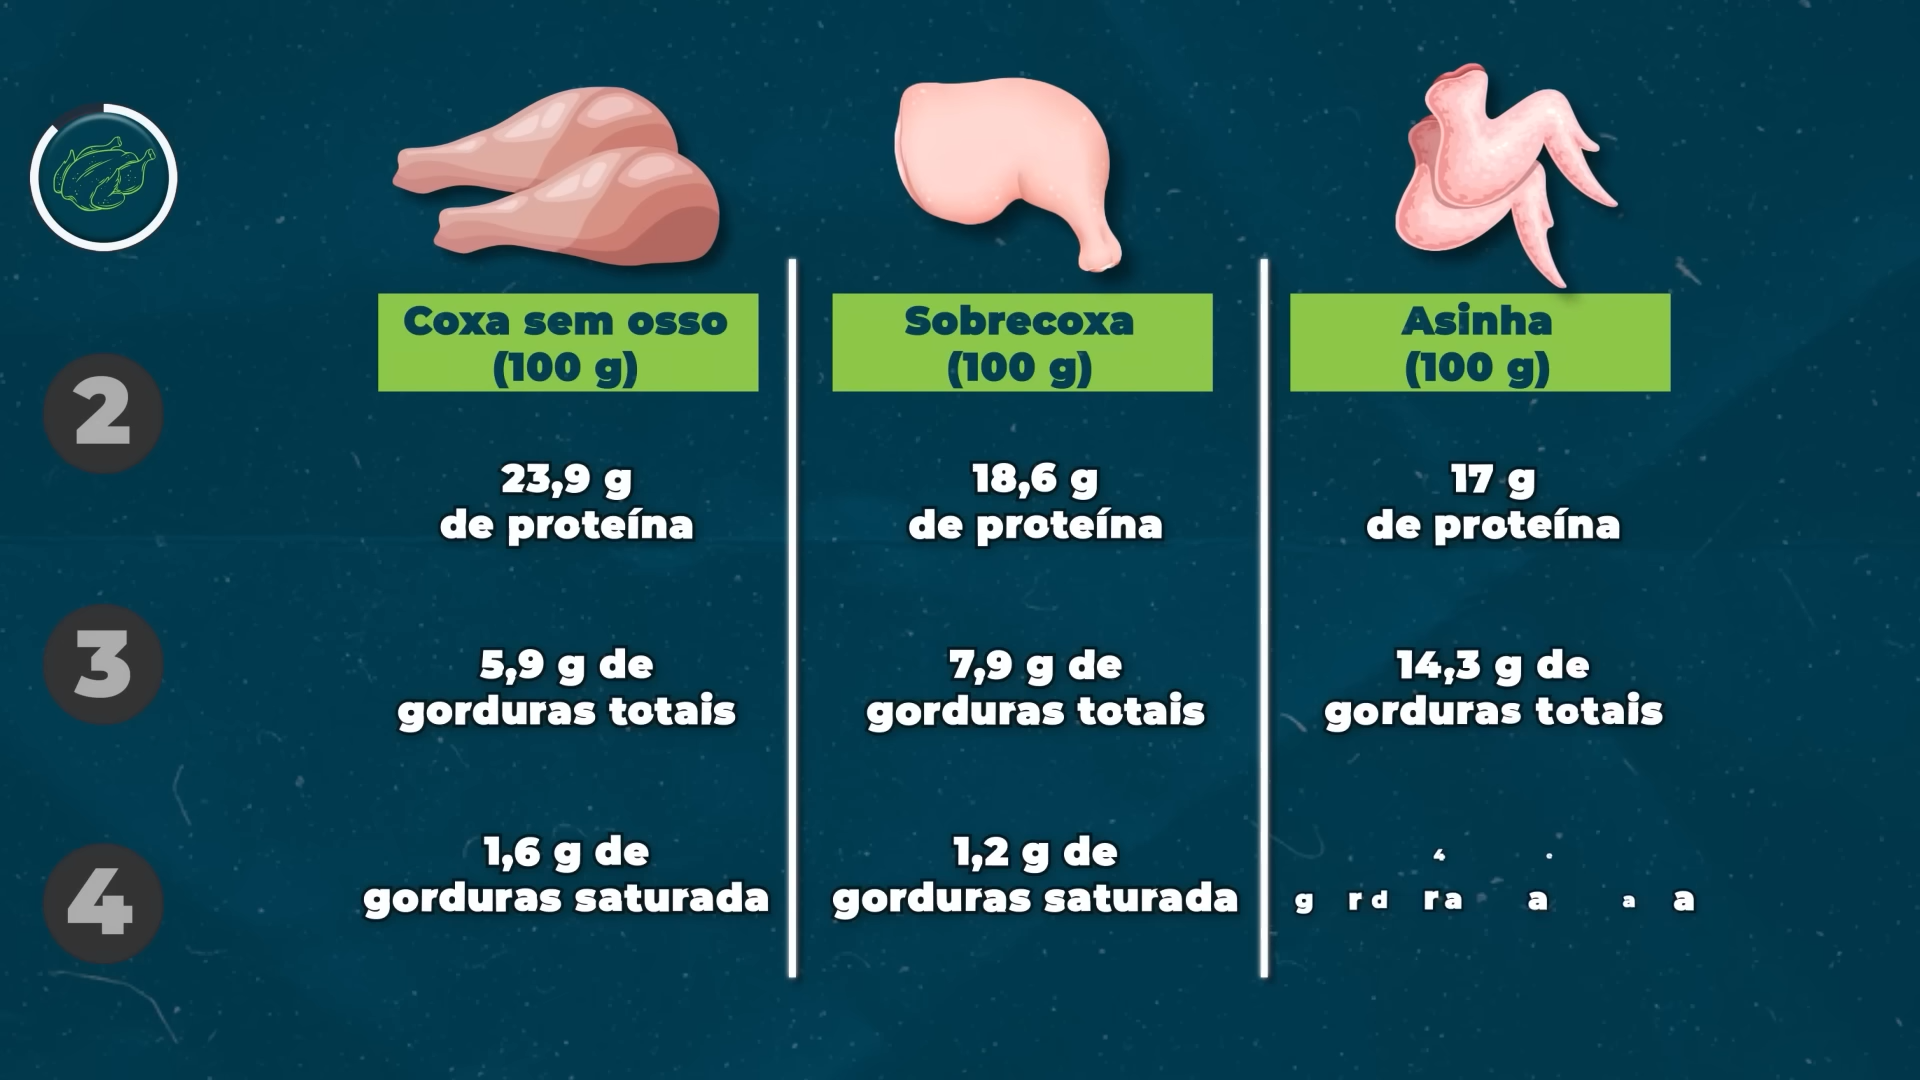 Coxa sem osso
(100 g)
23,9 g
de proteína
5,9 g de
gorduras totais
1,6 g de
gorduras saturada
Sobrecoxa
(100 g)
18,6 g
de proteína
7,9 g de
gorduras totais
1,2 g de
gorduras saturada
Asinha
(100 g)
17 g
de proteína
14,3 g de
gorduras totais
2
3
4